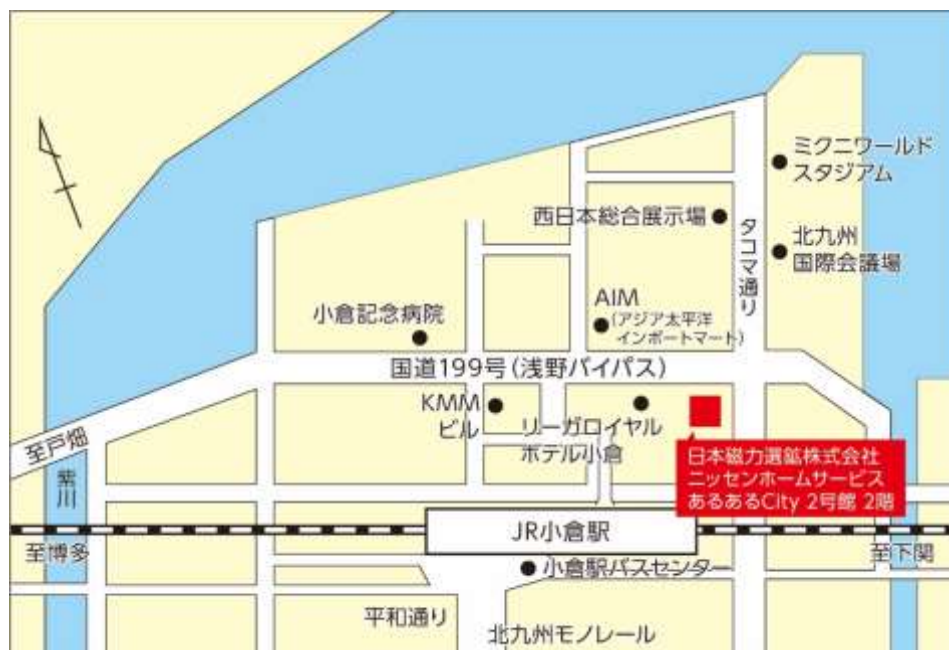 ミクニワールド
スタジアム
西日本総合展示場
タコマ通り
北九州
国際会議場
AIM
(アジア太平洋
インポートマート)
小倉記念病院
国道199号(浅野バイパス)
KMM
ビル
リーガロイヤル
ホテル小倉
至戸畑
紫川
日本磁力選鉱株式会社
ニッセンホームサービス
あるあるCity 2号館 2階
JR小倉駅
至博多
至下関
小倉駅バスセンター
平和通り
北九州モノレール